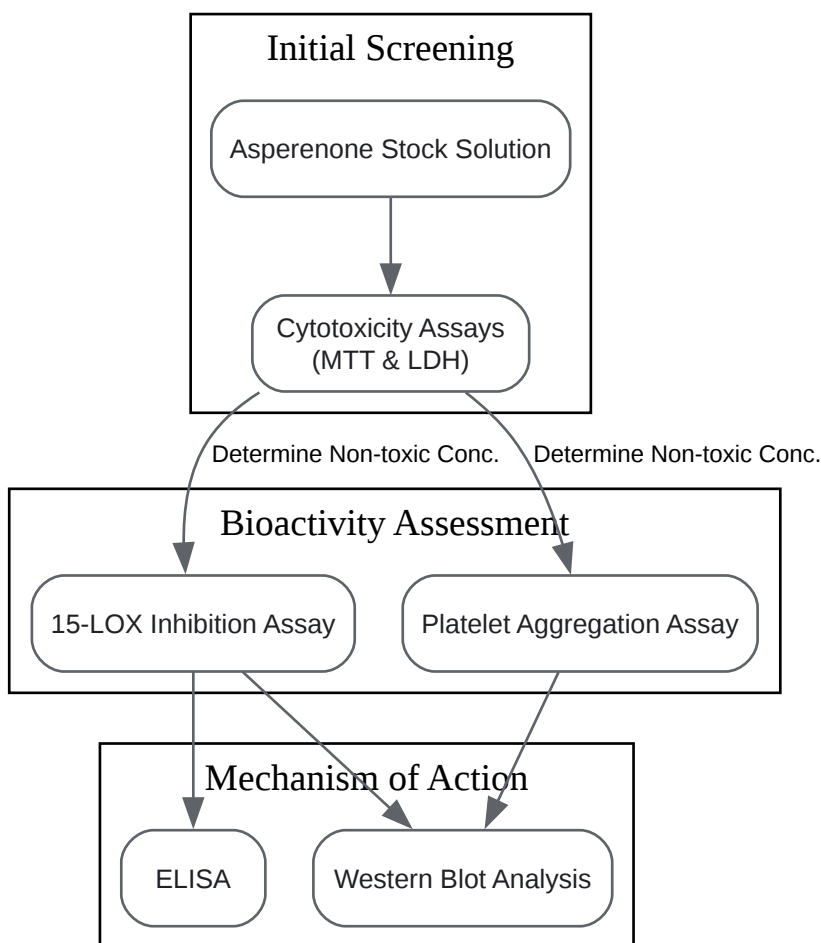 Initial Screening
Asperenone Stock Solution
Cytotoxicity Assays
(MTT & LDH)
Determine Non-toxic Conc.
Determine Non-toxic Conc.
Bioactivity Assessment
15-LOX Inhibition Assay
Platelet Aggregation Assay
Mechanism of Action
ELISA
Western Blot Analysis